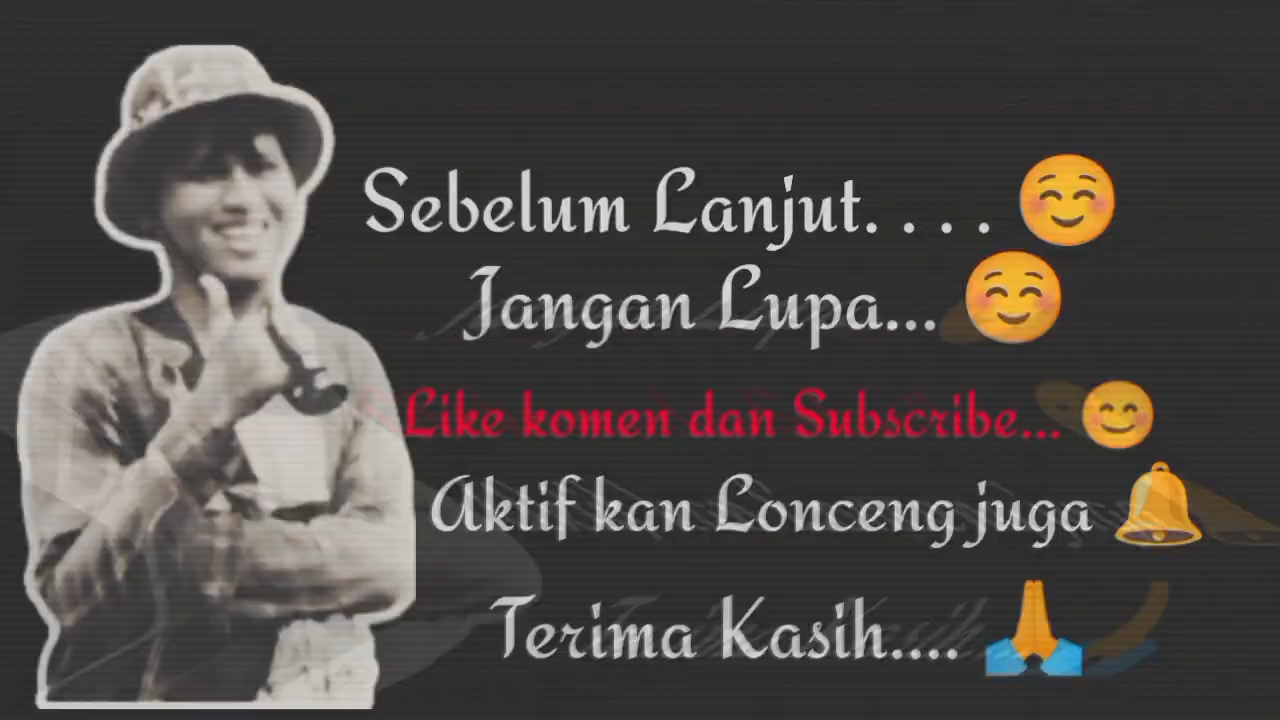 Sebelum Lanjut. . . . ☺️
Jangan Lupa... ☺️
Like komen dan Subscribe... 😊
Aktif kan Lonceng juga 🔔
Terima Kasih.... 🙏